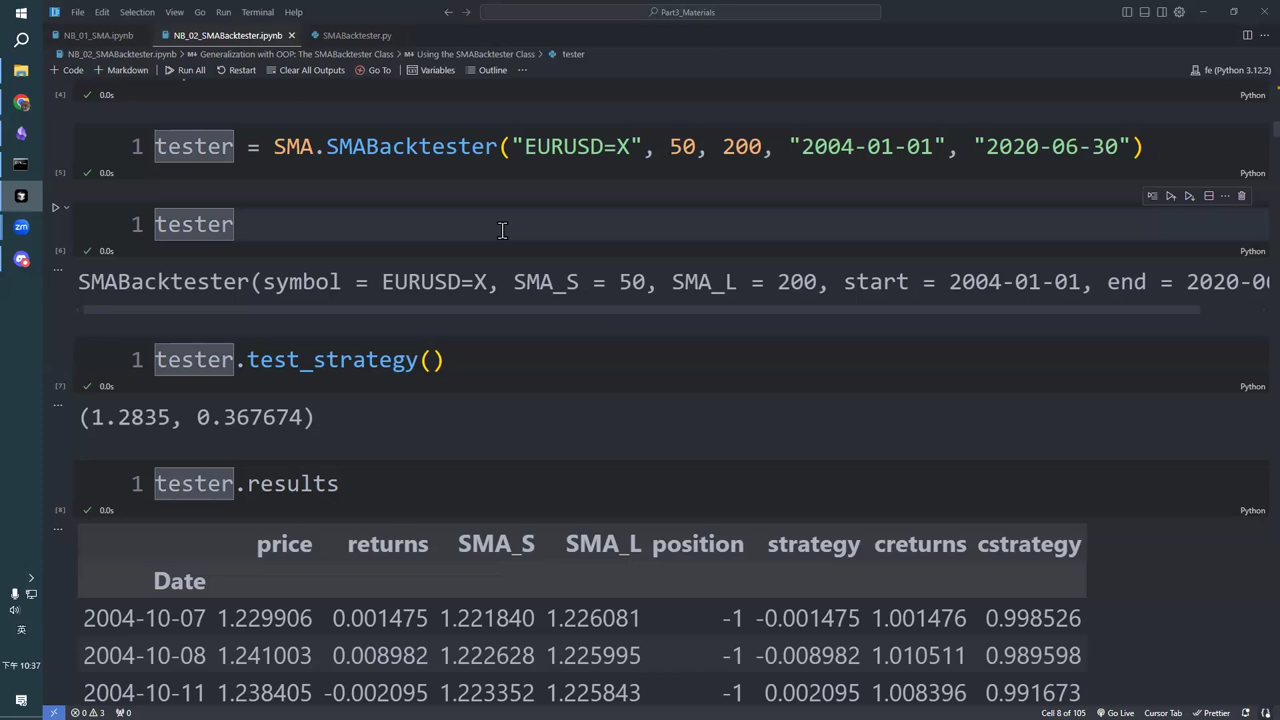 File Edit Selection View Go Run Terminal Help
Part3_Materials
NB_01_SMA.ipynb NB_02_SMABacktester.ipynb SMABacktester.py
NB_02_SMABacktester.ipynb > Generalization with OOP: The SMABacktester Class > Using the SMABacktester Class > tester
+ Code + Markdown Run All Restart Clear All Outputs Go To Variables Outline ... fe (Python 3.12.2)
[4] 0.0s Python
1 tester = SMA.SMABacktester("EURUSD=X", 50, 200, "2004-01-01", "2020-06-30")
[5] 0.0s Python
1 tester
[6] 0.0s Python
SMABacktester(symbol = EURUSD=X, SMA_S = 50, SMA_L = 200, start = 2004-01-01, end = 2020-0
1 tester.test_strategy()
[7] 0.0s Python
(1.2835, 0.367674)
1 tester.results
[8] 0.0s Python
price returns SMA_S SMA_L position strategy creturns cstrategy
Date
2004-10-07 1.229906 0.001475 1.221840 1.226081 -1 -0.001475 1.001476 0.998526
2004-10-08 1.241003 0.008982 1.222628 1.225995 -1 -0.008982 1.010511 0.989598
2004-10-11 1.238405 -0.002095 1.223352 1.225843 -1 0.002095 1.008396 0.991673
英
下午 10:37
0 3 0 Cell 8 of 105 Go Live Cursor Tab Prettier